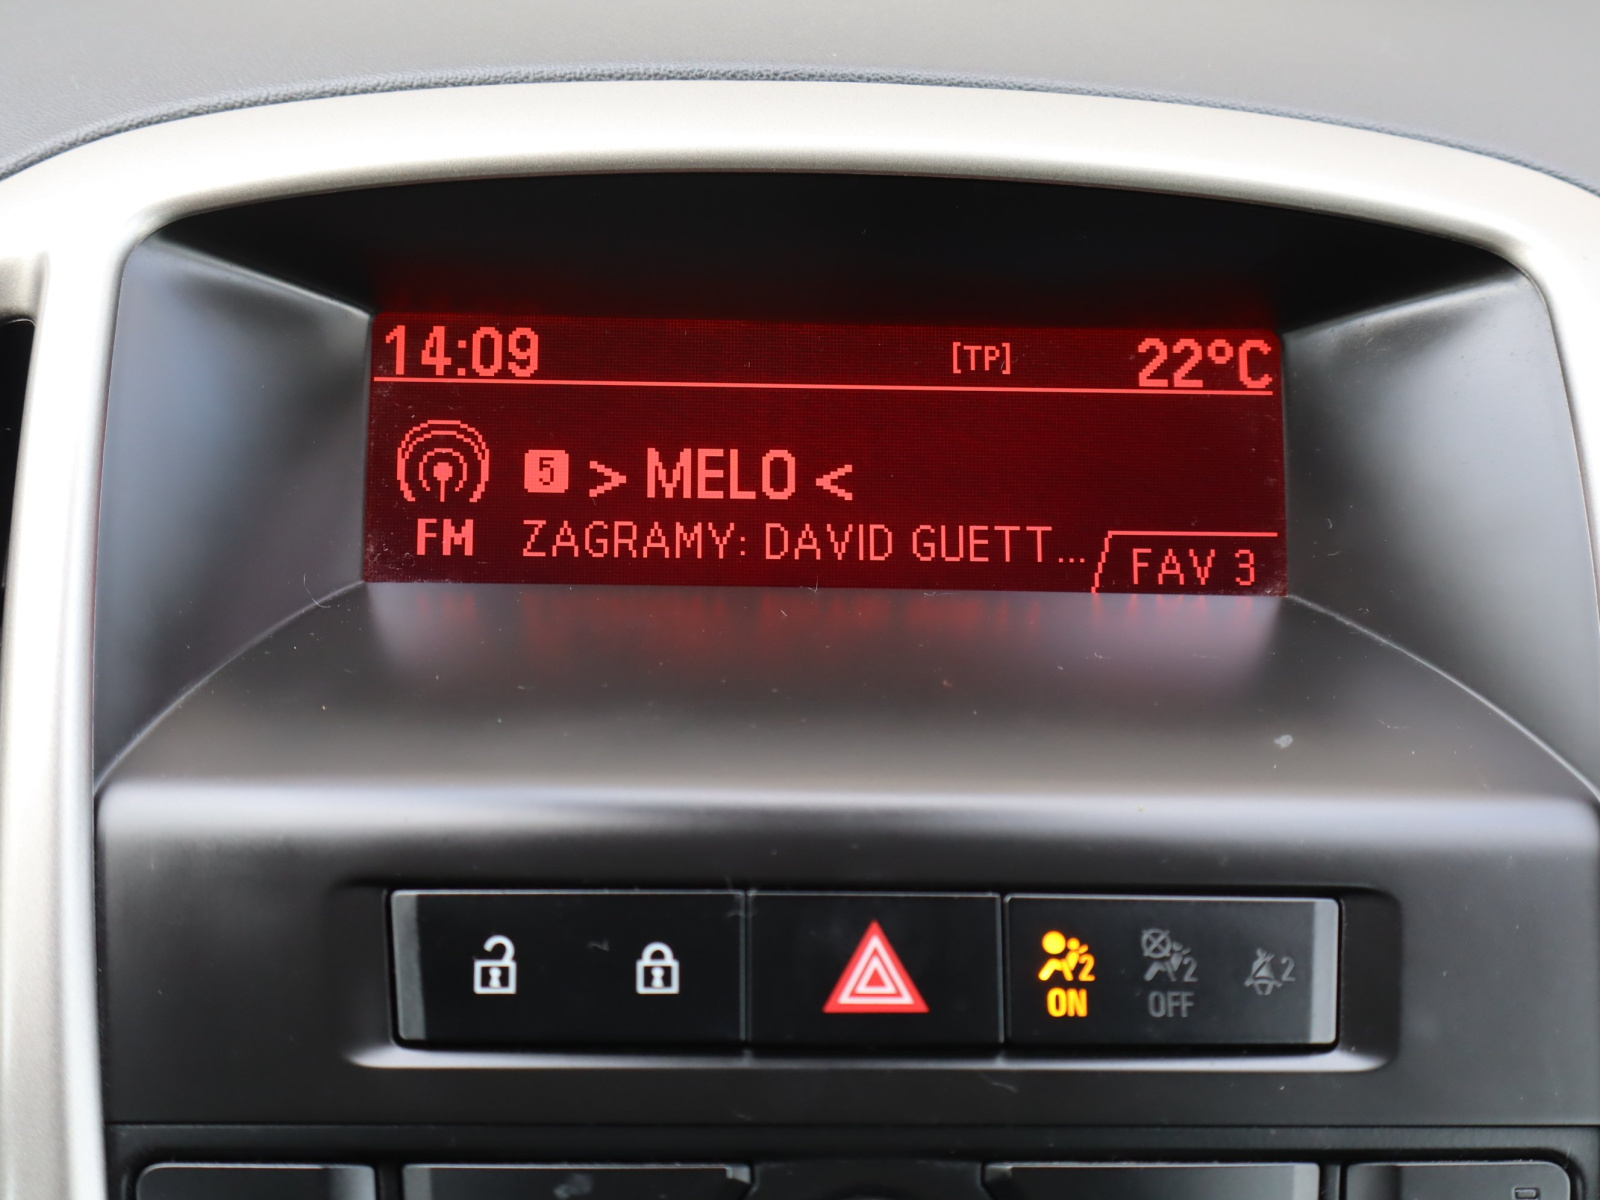 14:09 [TP] 22°C
5 > MELO <
FM ZAGRAMY: DAVID GUETT... FAV 3
2 2 2
ON OFF